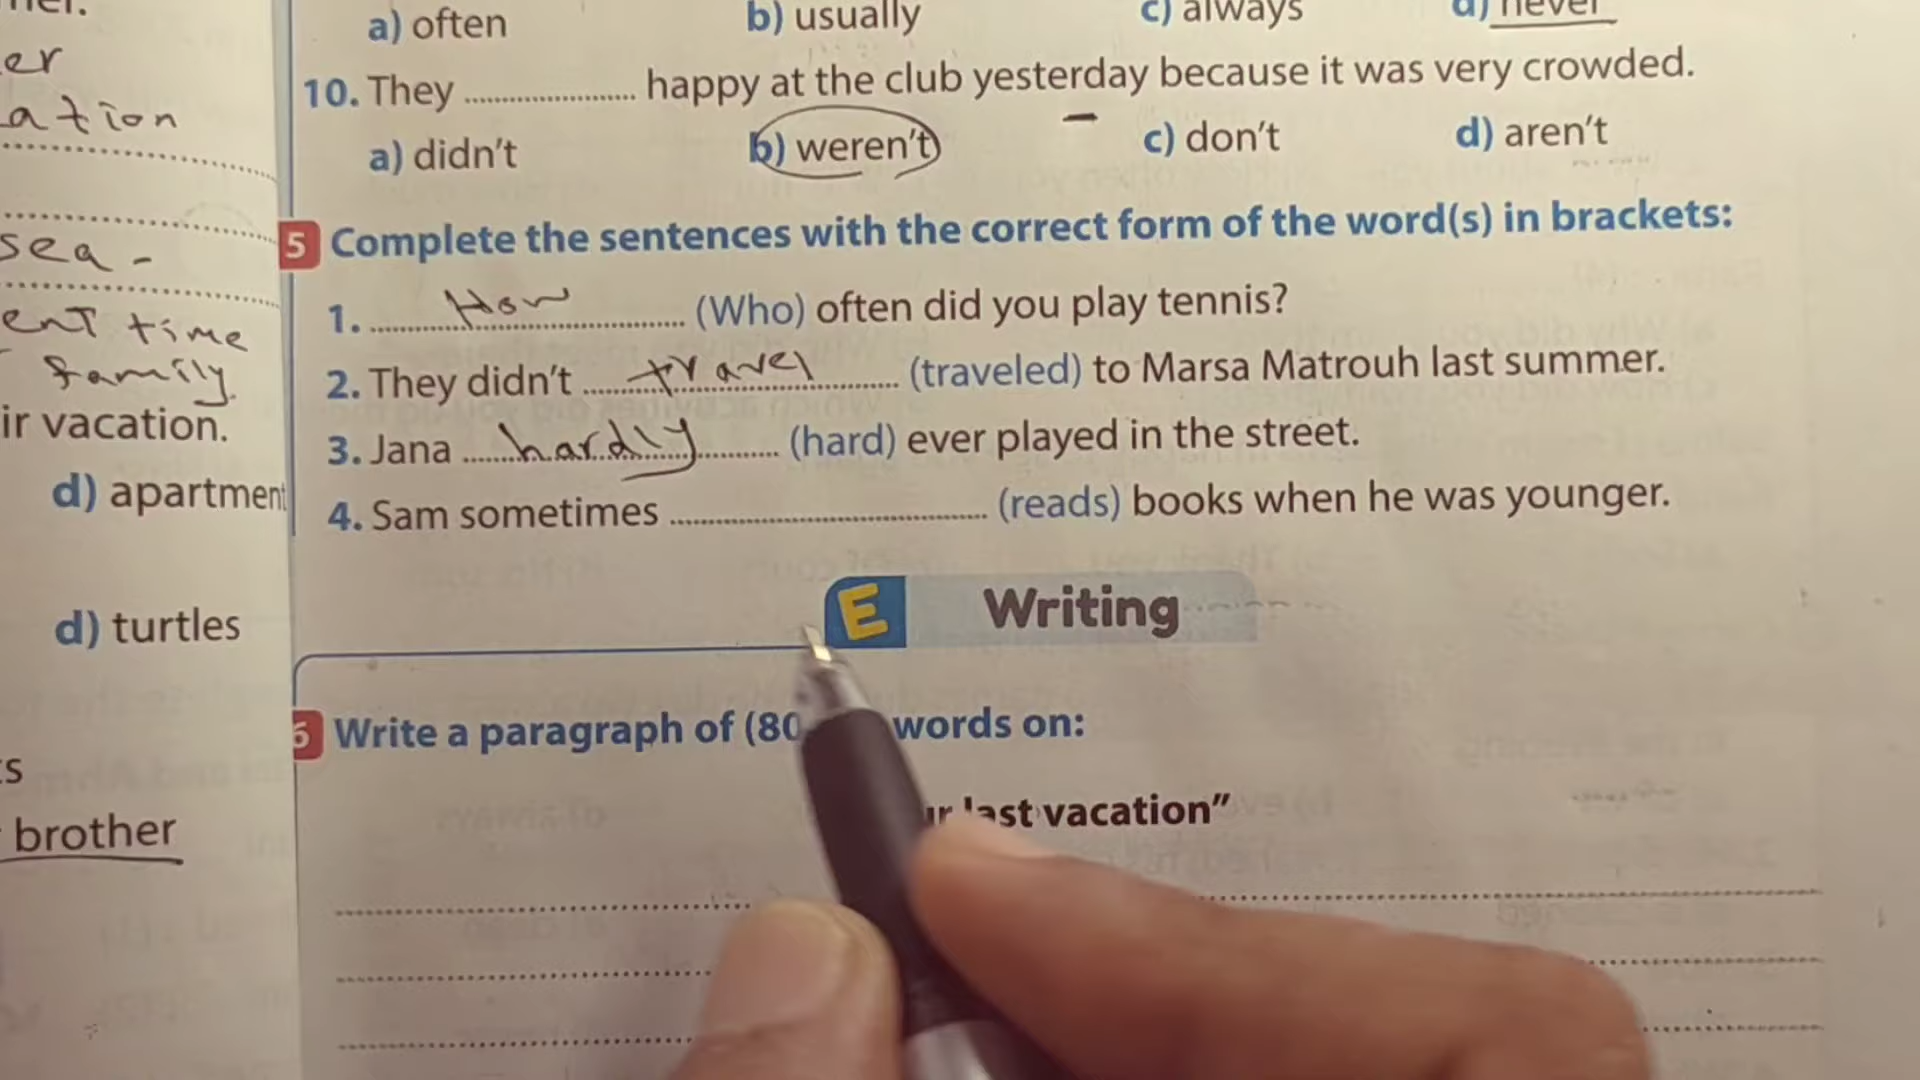 er
ation
sea -
ent time
family.
ir vacation.
d) apartment
d) turtles
brother
a) often b) usually c) always d) never
10. They ........................ happy at the club yesterday because it was very crowded.
a) didn't b) weren't c) don't d) aren't
5 Complete the sentences with the correct form of the word(s) in brackets:
1. How (Who) often did you play tennis?
2. They didn't travel (traveled) to Marsa Matrouh last summer.
3. Jana hardly (hard) ever played in the street.
4. Sam sometimes ........................ (reads) books when he was younger.
E Writing
6 Write a paragraph of (80 words on:
last vacation"